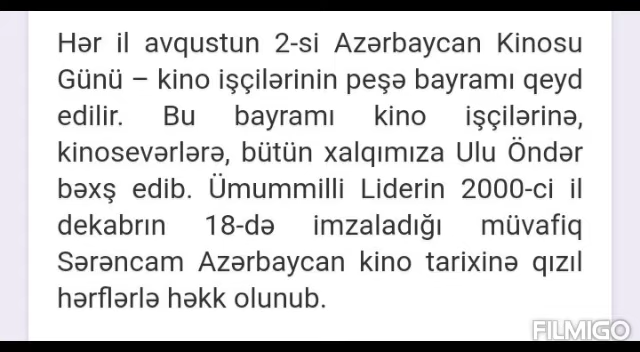 Hər il avqustun 2-si Azərbaycan Kinosu
Günü – kino işçilərinin peşə bayramı qeyd
edilir. Bu bayramı kino işçilərinə,
kinosevərlərə, bütün xalqımıza Ulu Öndər
bəxş edib. Ümummilli Liderin 2000-ci il
dekabrın 18-də imzaladığı müvafiq
Sərəncam Azərbaycan kino tarixinə qızıl
hərflərlə həkk olunub.
FILMIGO